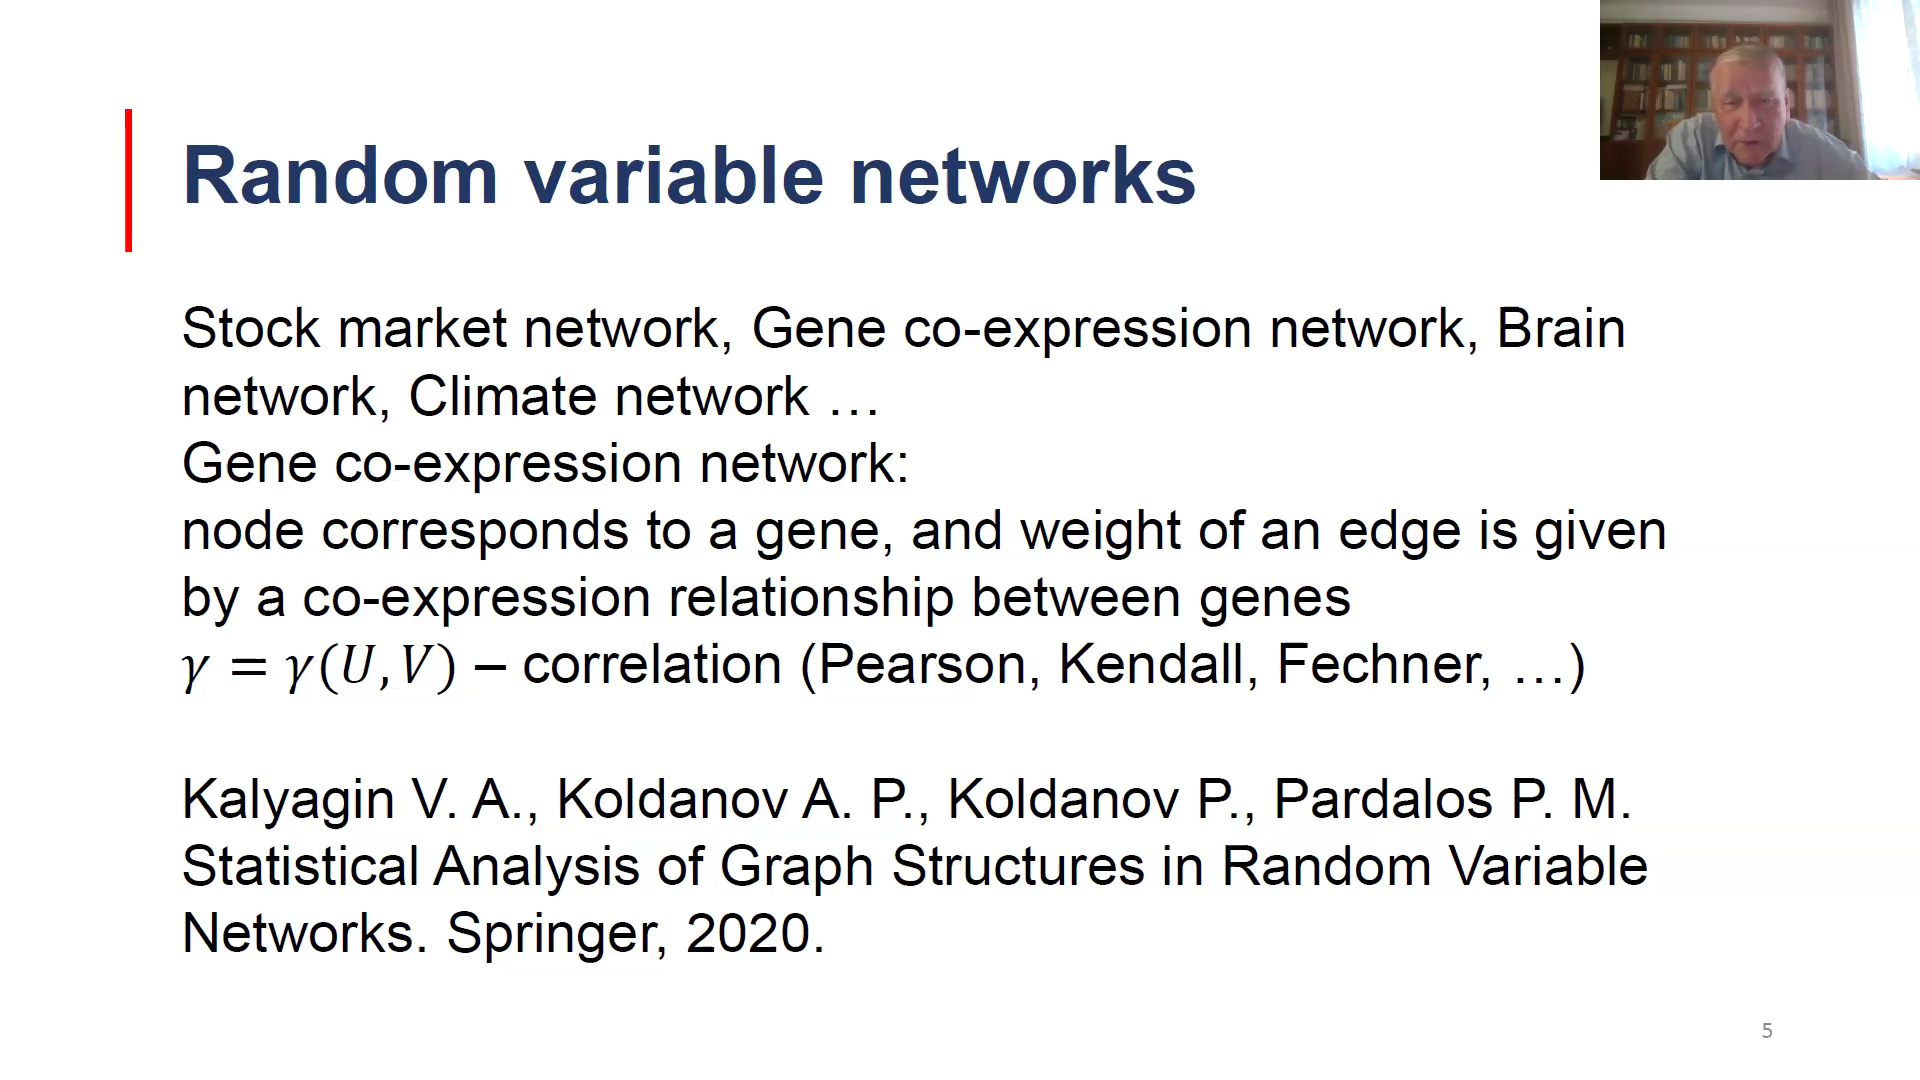 Random variable networks
Stock market network, Gene co-expression network, Brain
network, Climate network …
Gene co-expression network:
node corresponds to a gene, and weight of an edge is given
by a co-expression relationship between genes
𝛾 = 𝛾(𝑈, 𝑉) – correlation (Pearson, Kendall, Fechner, …)
Kalyagin V. A., Koldanov A. P., Koldanov P., Pardalos P. M.
Statistical Analysis of Graph Structures in Random Variable
Networks. Springer, 2020.
5